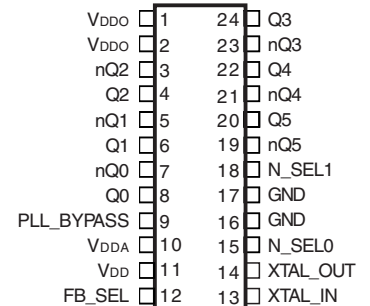 VDDO 1 24 Q3
VDDO 2 23 nQ3
nQ2 3 22 Q4
Q2 4 21 nQ4
nQ1 5 20 Q5
Q1 6 19 nQ5
nQ0 7 18 N_SEL1
Q0 8 17 GND
PLL_BYPASS 9 16 GND
VDDA 10 15 N_SEL0
VDD 11 14 XTAL_OUT
FB_SEL 12 13 XTAL_IN